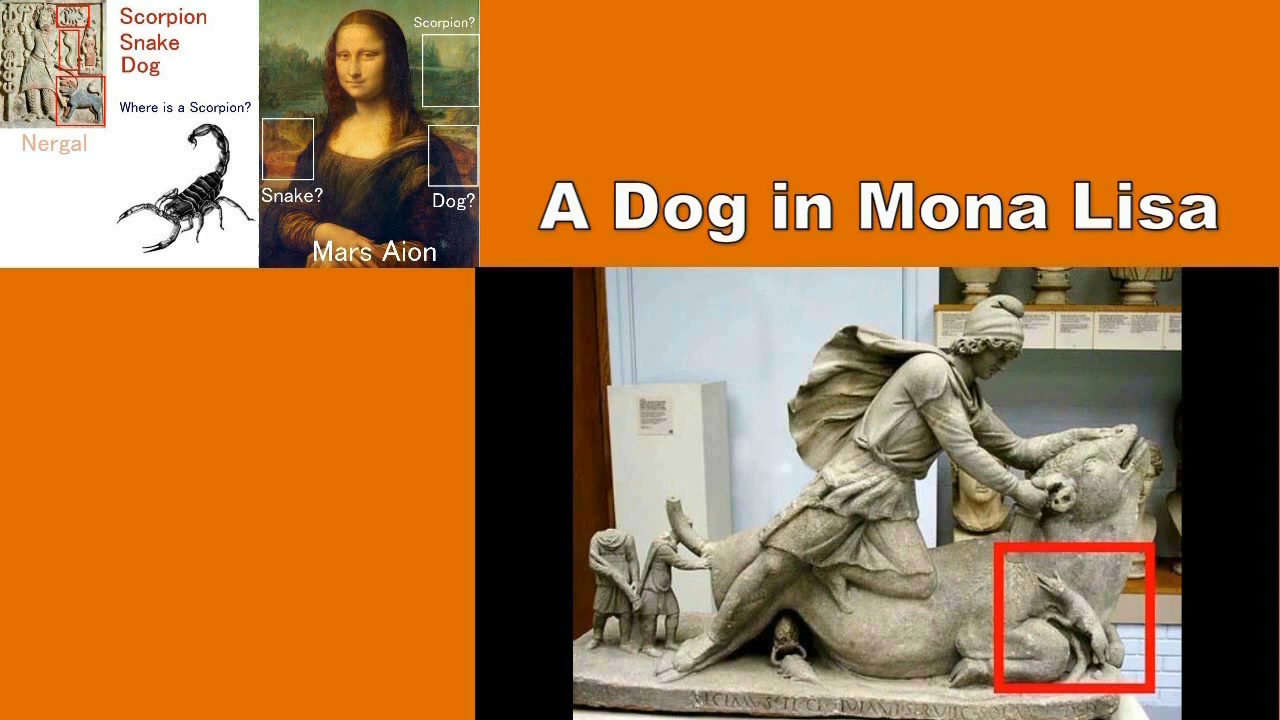 Scorpion
Snake
Dog
Where is a Scorpion?
Nergal
Scorpion?
Snake?
Dog?
Mars Aion
A Dog in Mona Lisa